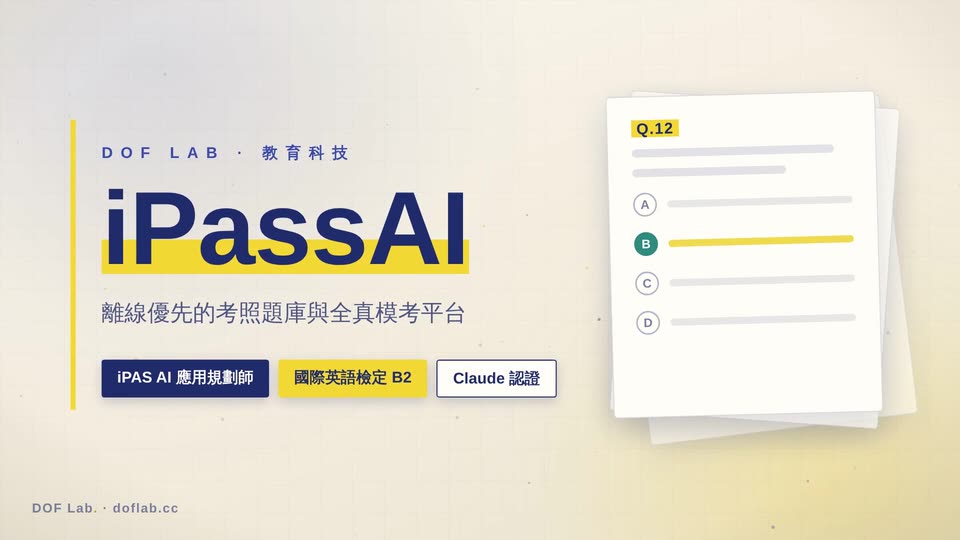 DOF LAB · 教育科技
iPassAI
離線優先的考照題庫與全真模考平台
iPAS AI 應用規劃師
國際英語檢定 B2
Claude 認證
Q.12
A
B
C
D
DOF Lab. · doflab.cc